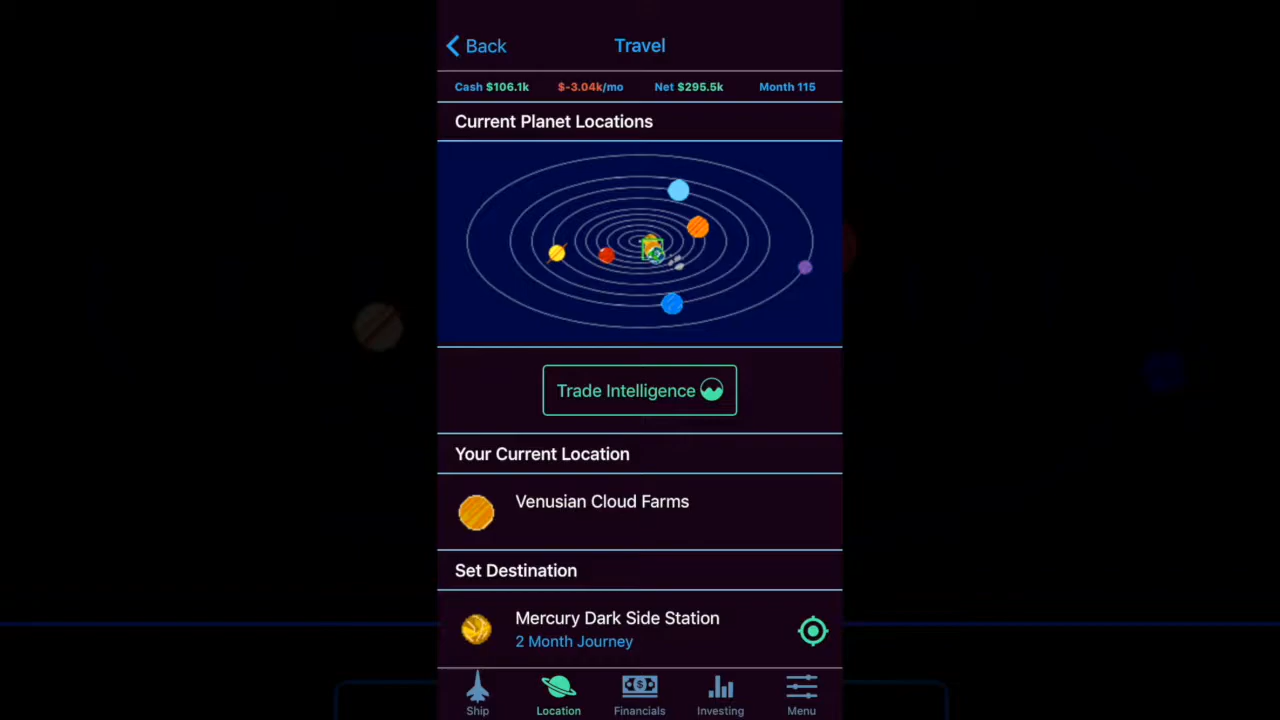 Back
Travel
Cash $106.1k $-3.04k/mo Net $295.5k Month 115
Current Planet Locations
Trade Intelligence
Your Current Location
Venusian Cloud Farms
Set Destination
Mercury Dark Side Station
2 Month Journey
Ship Location Financials Investing Menu